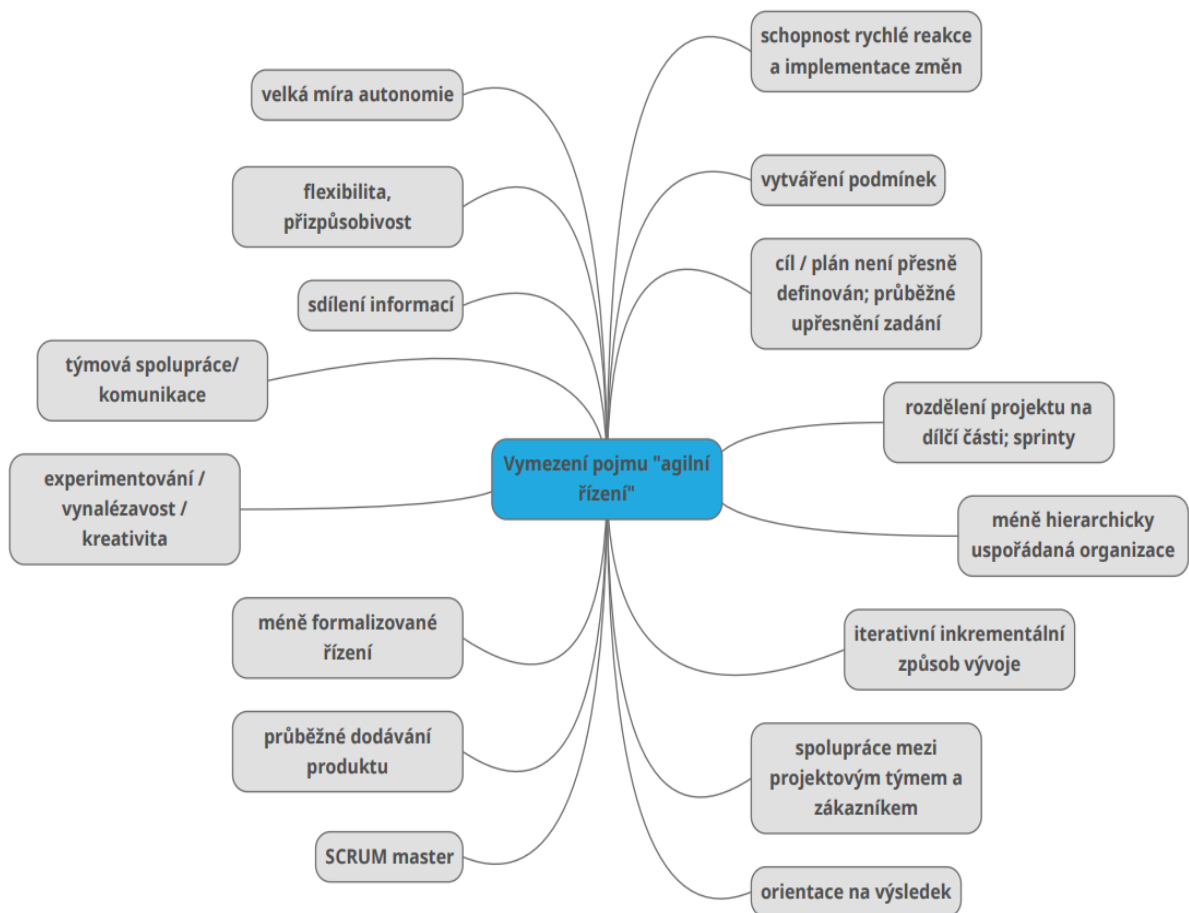 schopnost rychlé reakce
a implementace změn
velká míra autonomie
vytváření podmínek
flexibilita,
přizpůsobivost
cíl / plán není přesně
definován; průběžné
upřesnění zadání
sdílení informací
týmová spolupráce/
komunikace
rozdělení projektu na
dílčí části; sprinty
Vymezení pojmu "agilní
řízení"
experimentování /
vynalézavost /
kreativita
méně hierarchicky
uspořádaná organizace
méně formalizované
řízení
iterativní inkrementální
způsob vývoje
průběžné dodávání
produktu
spolupráce mezi
projektovým týmem a
zákazníkem
SCRUM master
orientace na výsledek